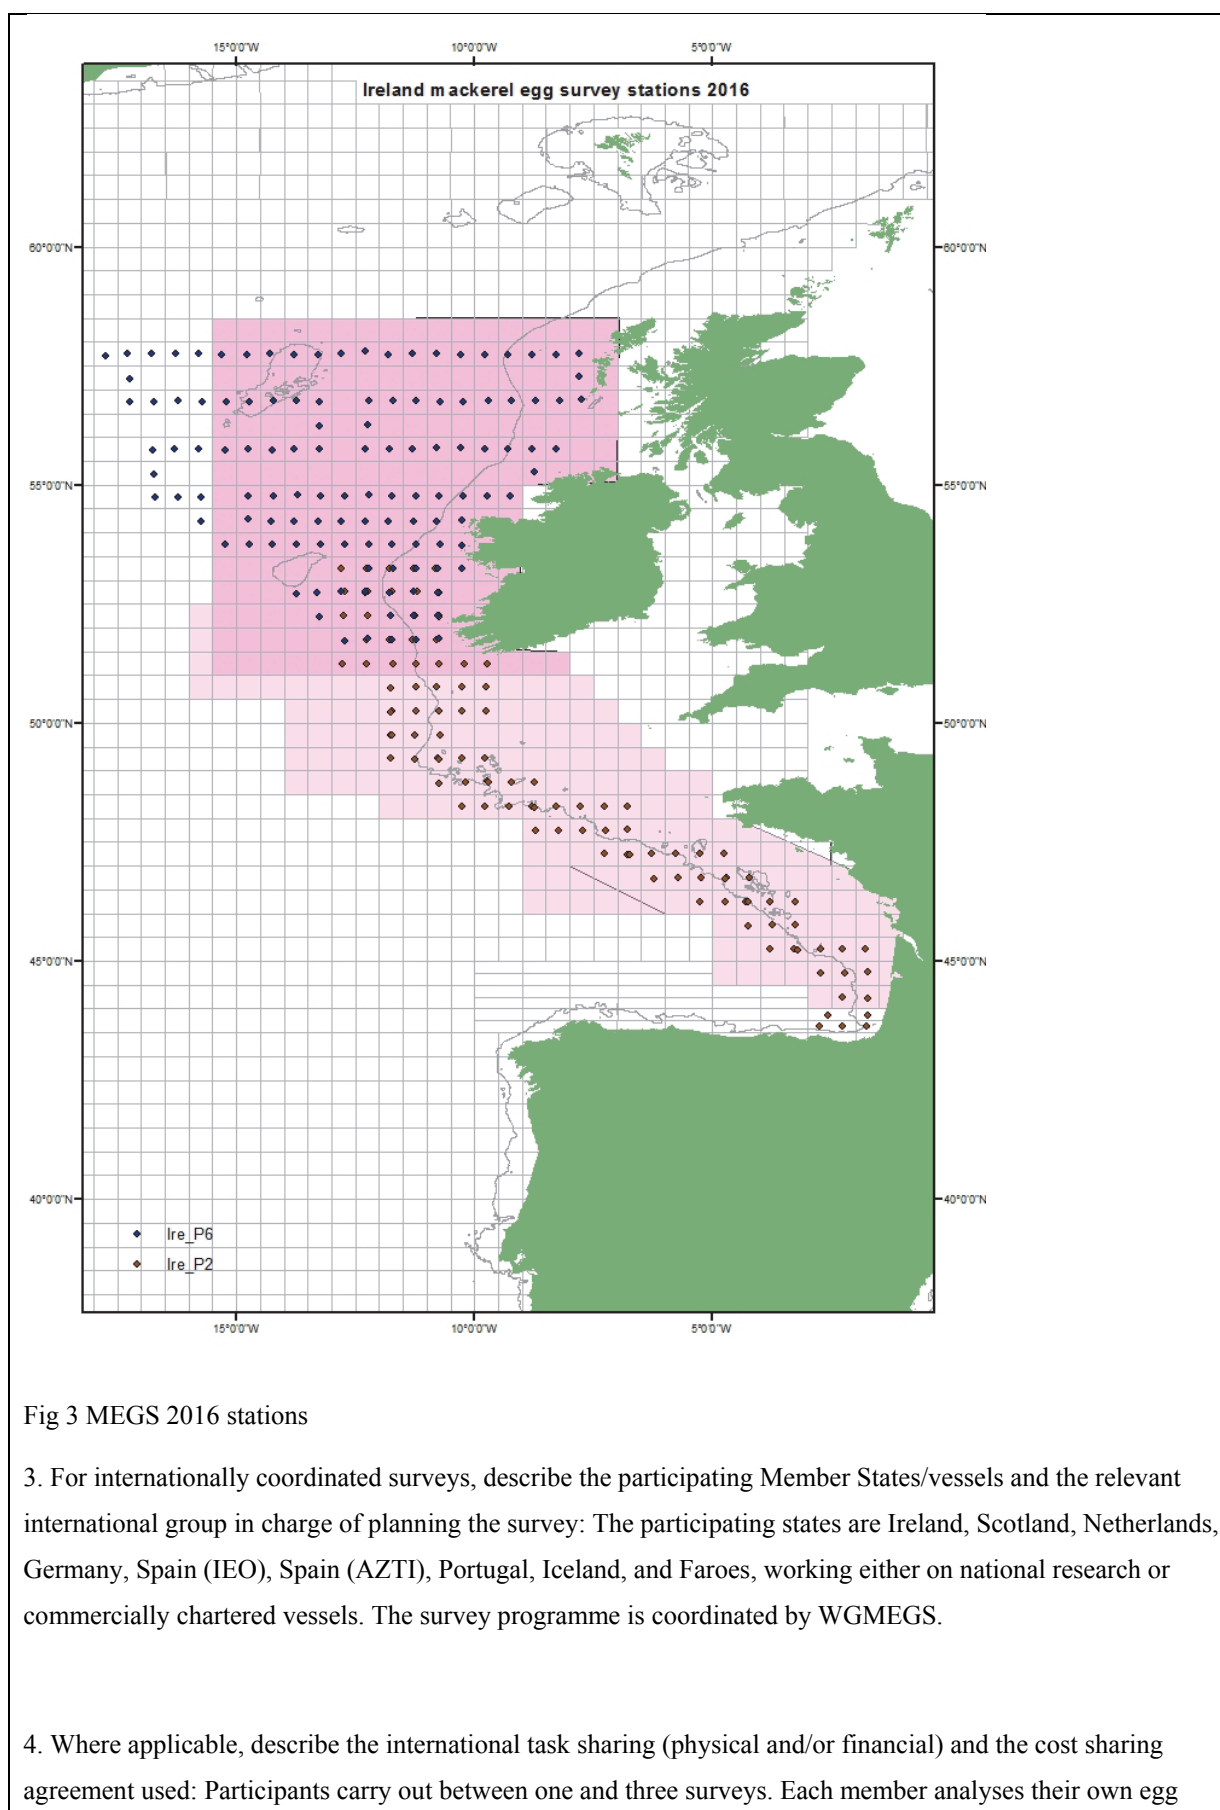 15°0'0"W 10°0'0"W 5°0'0"W
Ireland mackerel egg survey stations 2016
60°0'0"N 60°0'0"N
55°0'0"N 55°0'0"N
50°0'0"N 50°0'0"N
45°0'0"N 45°0'0"N
40°0'0"N 40°0'0"N
Ire_P6
Ire_P2
15°0'0"W 10°0'0"W 5°0'0"W
Fig 3 MEGS 2016 stations
3. For internationally coordinated surveys, describe the participating Member States/vessels and the relevant
international group in charge of planning the survey: The participating states are Ireland, Scotland, Netherlands,
Germany, Spain (IEO), Spain (AZTI), Portugal, Iceland, and Faroes, working either on national research or
commercially chartered vessels. The survey programme is coordinated by WGMEGS.
4. Where applicable, describe the international task sharing (physical and/or financial) and the cost sharing
agreement used: Participants carry out between one and three surveys. Each member analyses their own egg